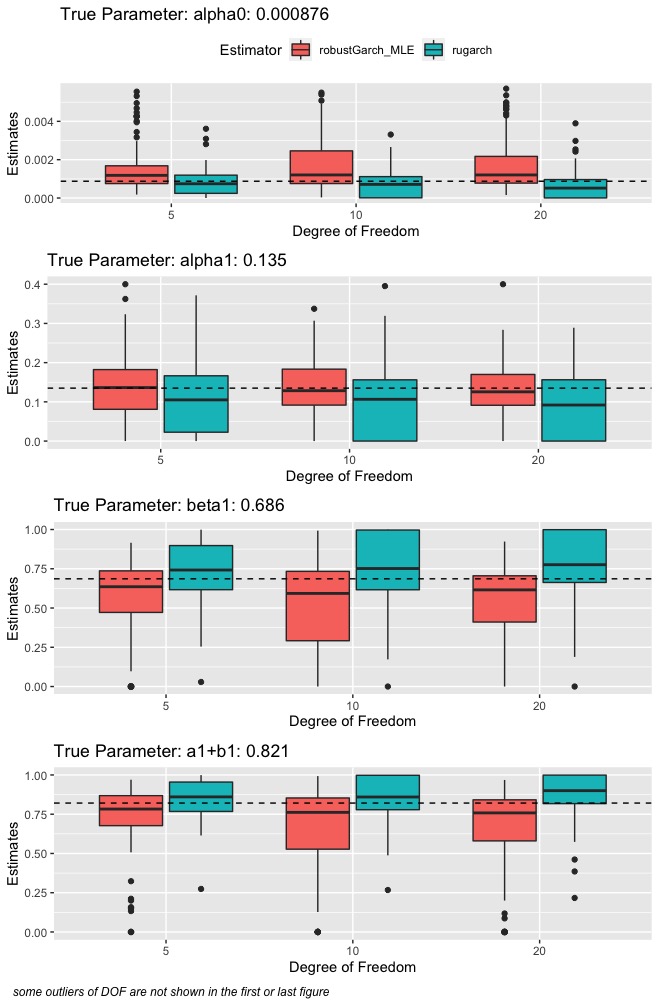 True Parameter: alpha0: 0.000876
Estimator robustGarch_MLE rugarch
0.004
0.002
0.000
Estimates
5 10 20
Degree of Freedom
True Parameter: alpha1: 0.135
0.4
0.3
0.2
0.1
0.0
Estimates
5 10 20
Degree of Freedom
True Parameter: beta1: 0.686
1.00
0.75
0.50
0.25
0.00
Estimates
5 10 20
Degree of Freedom
True Parameter: a1+b1: 0.821
1.00
0.75
0.50
0.25
0.00
Estimates
5 10 20
Degree of Freedom
some outliers of DOF are not shown in the first or last figure